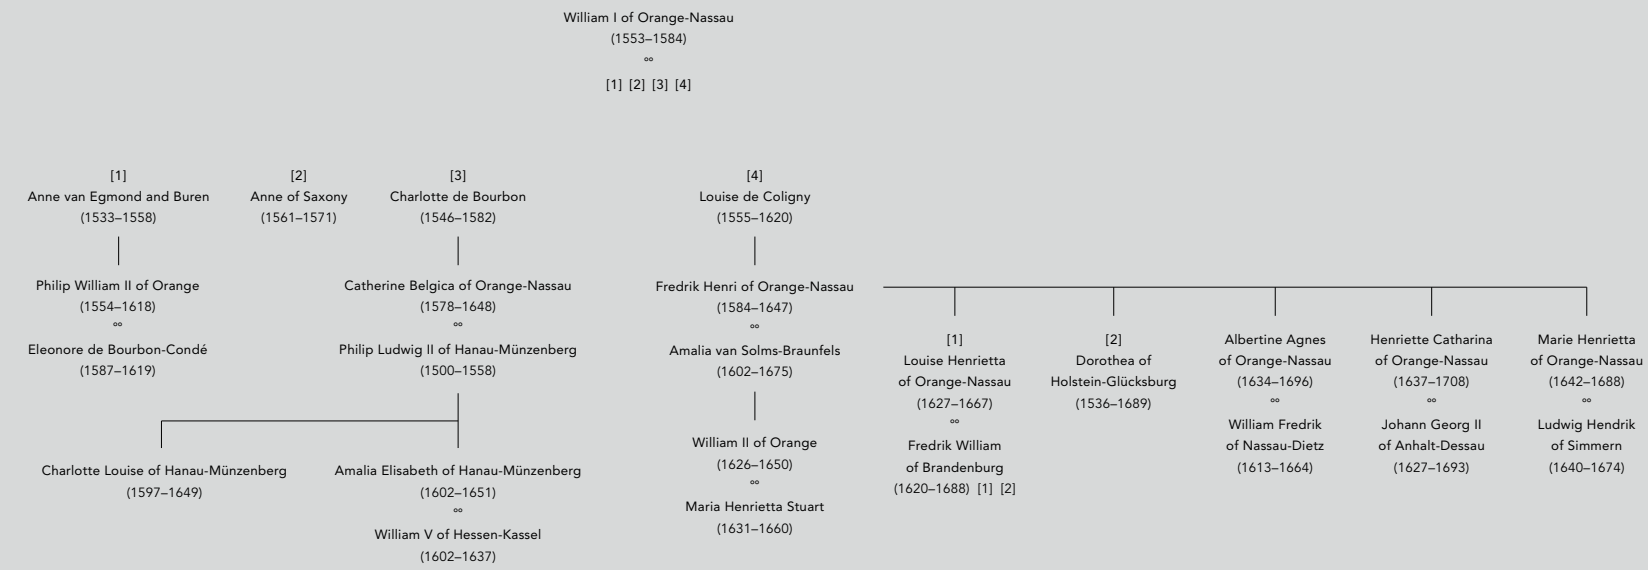 William I of Orange-Nassau
(1553–1584)
∞
[1] [2] [3] [4]
[1]
Anne van Egmond and Buren
(1533–1558)
Philip William II of Orange
(1554–1618)
∞
Eleonore de Bourbon-Condé
(1587–1619)
[2]
Anne of Saxony
(1561–1571)
[3]
Charlotte de Bourbon
(1546–1582)
Catherine Belgica of Orange-Nassau
(1578–1648)
∞
Philip Ludwig II of Hanau-Münzenberg
(1500–1558)
Charlotte Louise of Hanau-Münzenberg
(1597–1649)
Amalia Elisabeth of Hanau-Münzenberg
(1602–1651)
∞
William V of Hessen-Kassel
(1602–1637)
[4]
Louise de Coligny
(1555–1620)
Fredrik Henri of Orange-Nassau
(1584–1647)
∞
Amalia van Solms-Braunfels
(1602–1675)
William II of Orange
(1626–1650)
∞
Maria Henrietta Stuart
(1631–1660)
[1]
Louise Henrietta
of Orange-Nassau
(1627–1667)
∞
Fredrik William
of Brandenburg
(1620–1688) [1] [2]
[2]
Dorothea of
Holstein-Glücksburg
(1536–1689)
Albertine Agnes
of Orange-Nassau
(1634–1696)
∞
William Fredrik
of Nassau-Dietz
(1613–1664)
Henriette Catharina
of Orange-Nassau
(1637–1708)
∞
Johann Georg II
of Anhalt-Dessau
(1627–1693)
Marie Henrietta
of Orange-Nassau
(1642–1688)
∞
Ludwig Hendrik
of Simmern
(1640–1674)